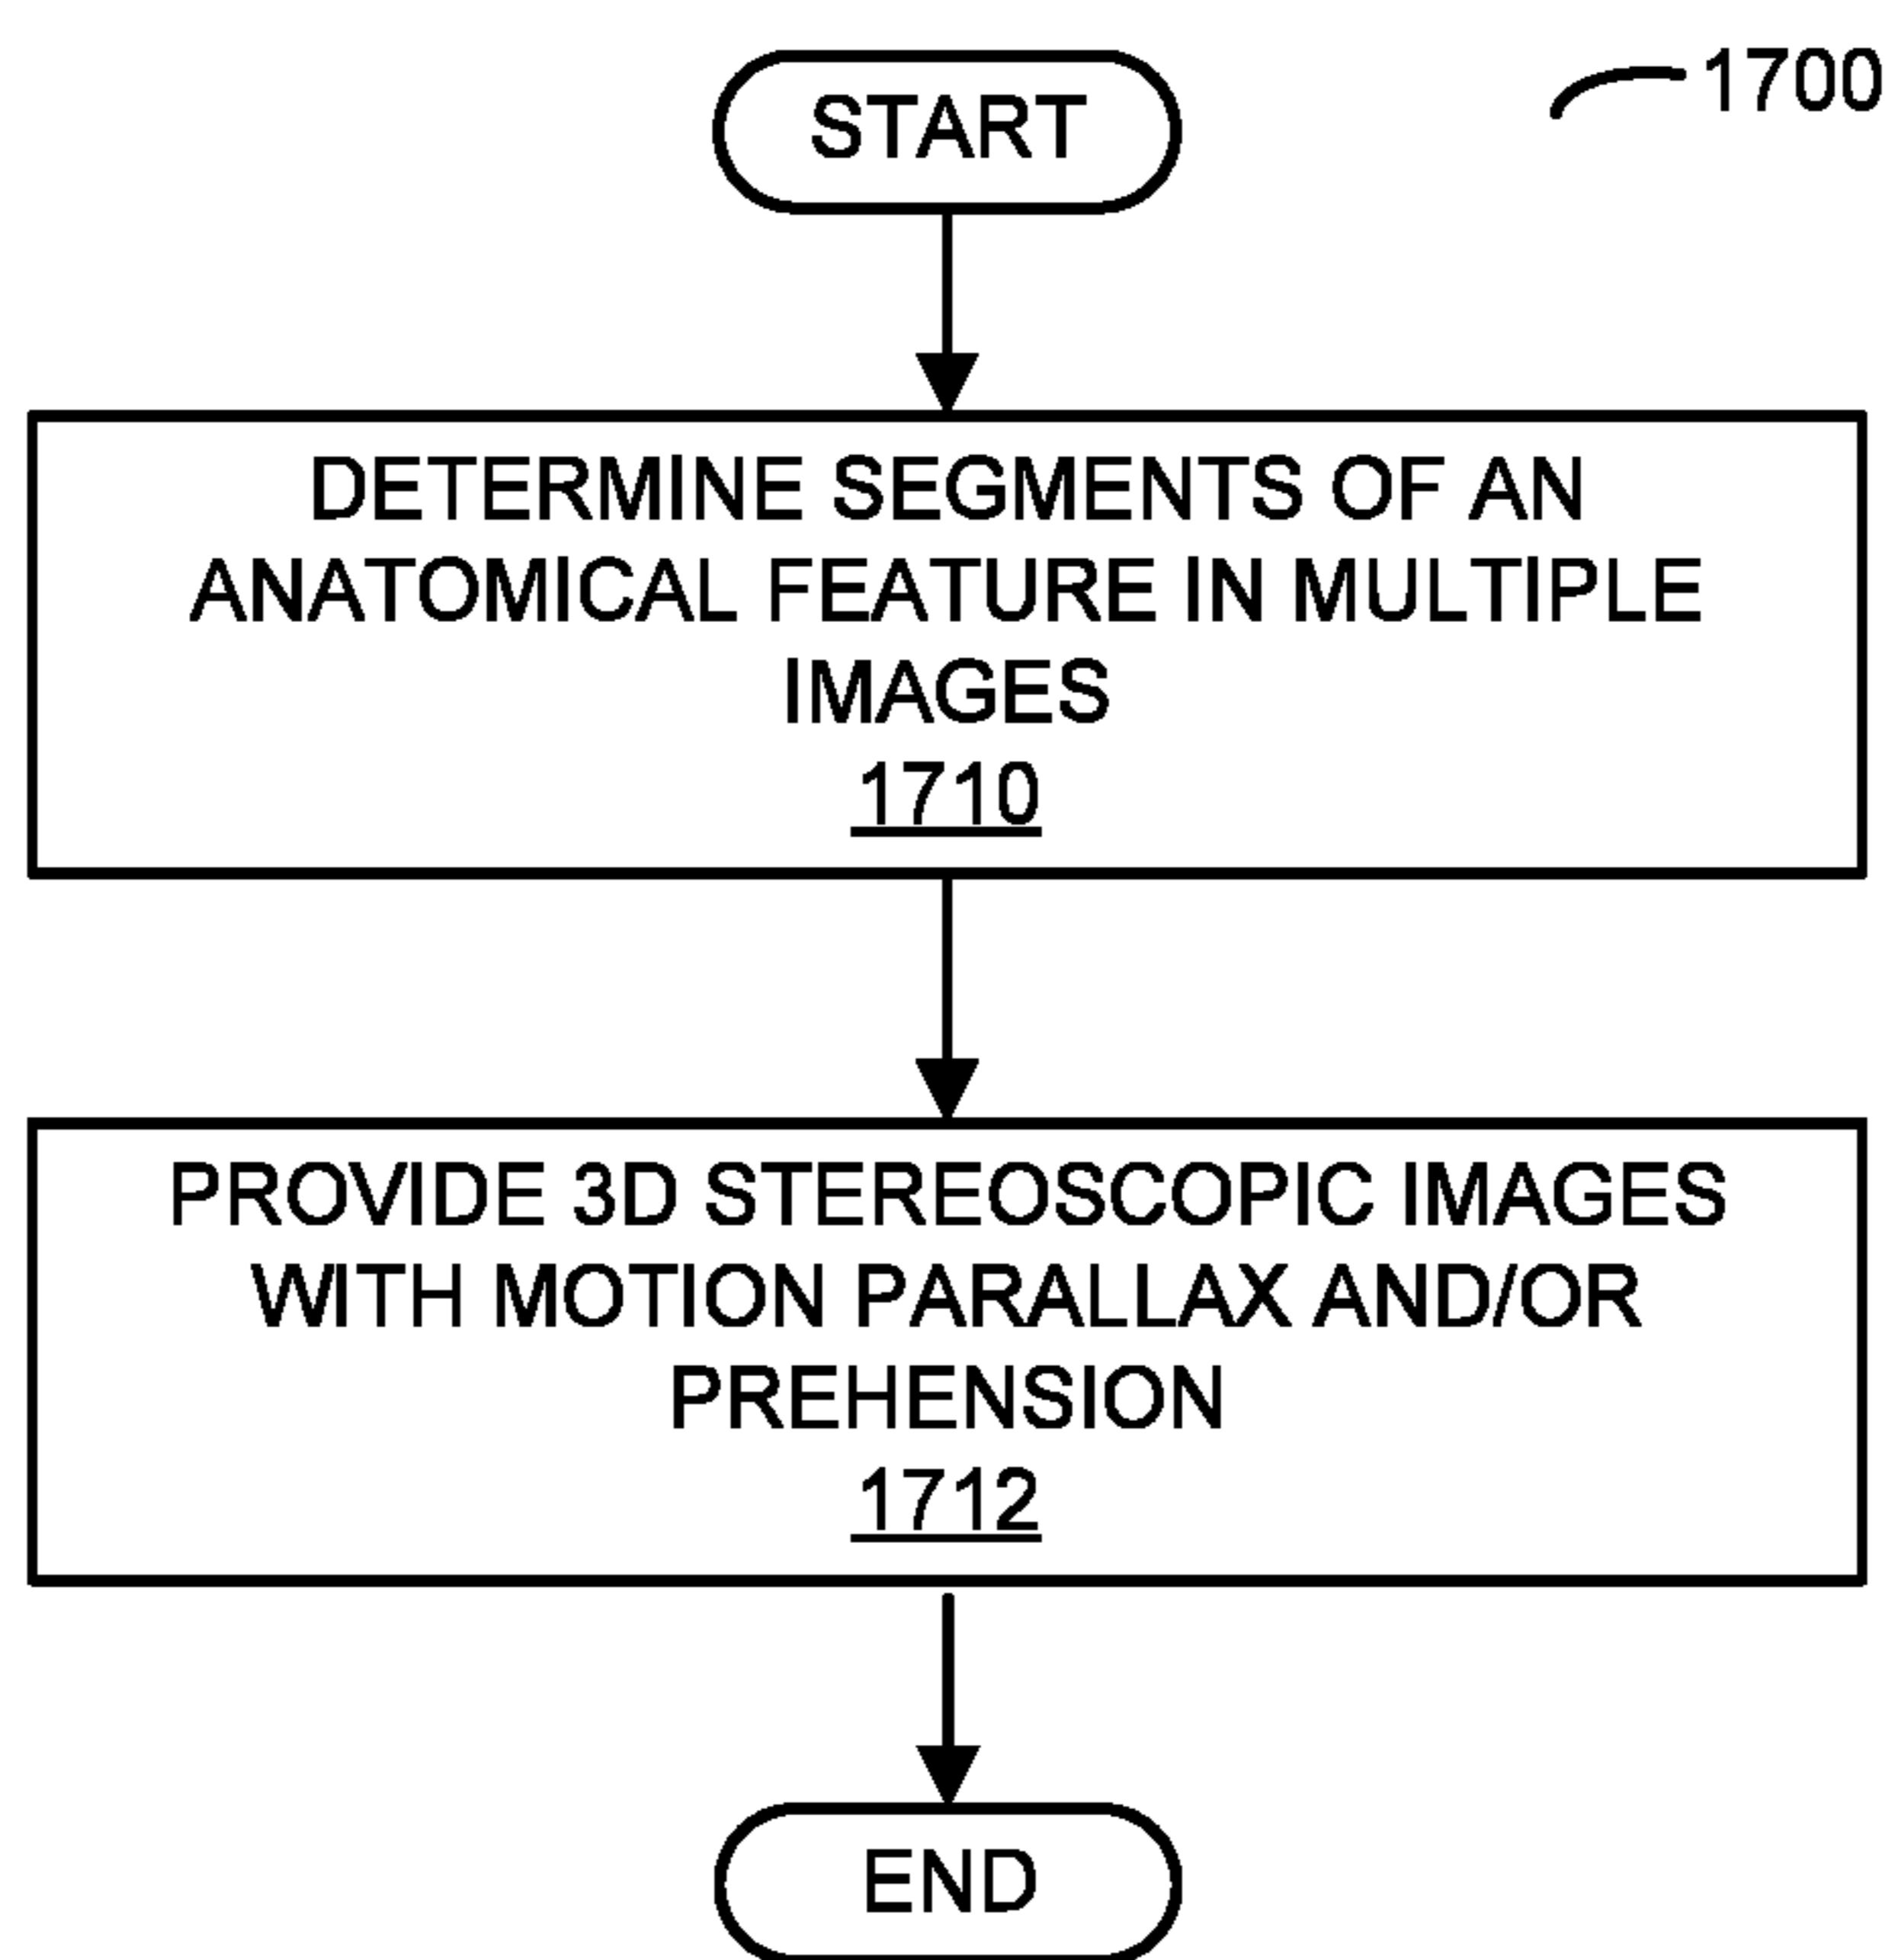 START
1700
DETERMINE SEGMENTS OF AN
ANATOMICAL FEATURE IN MULTIPLE
IMAGES
1710
PROVIDE 3D STEREOSCOPIC IMAGES
WITH MOTION PARALLAX AND/OR
PREHENSION
1712
END